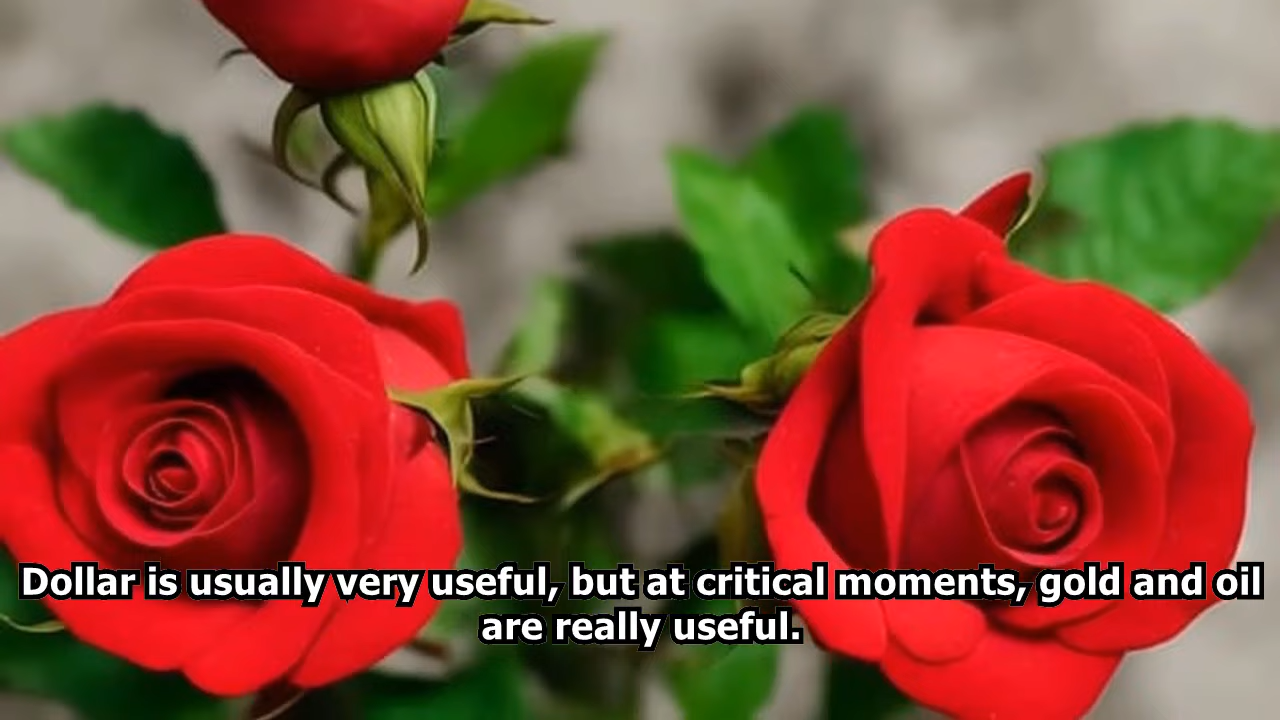 Dollar is usually very useful, but at critical moments, gold and oil
are really useful.